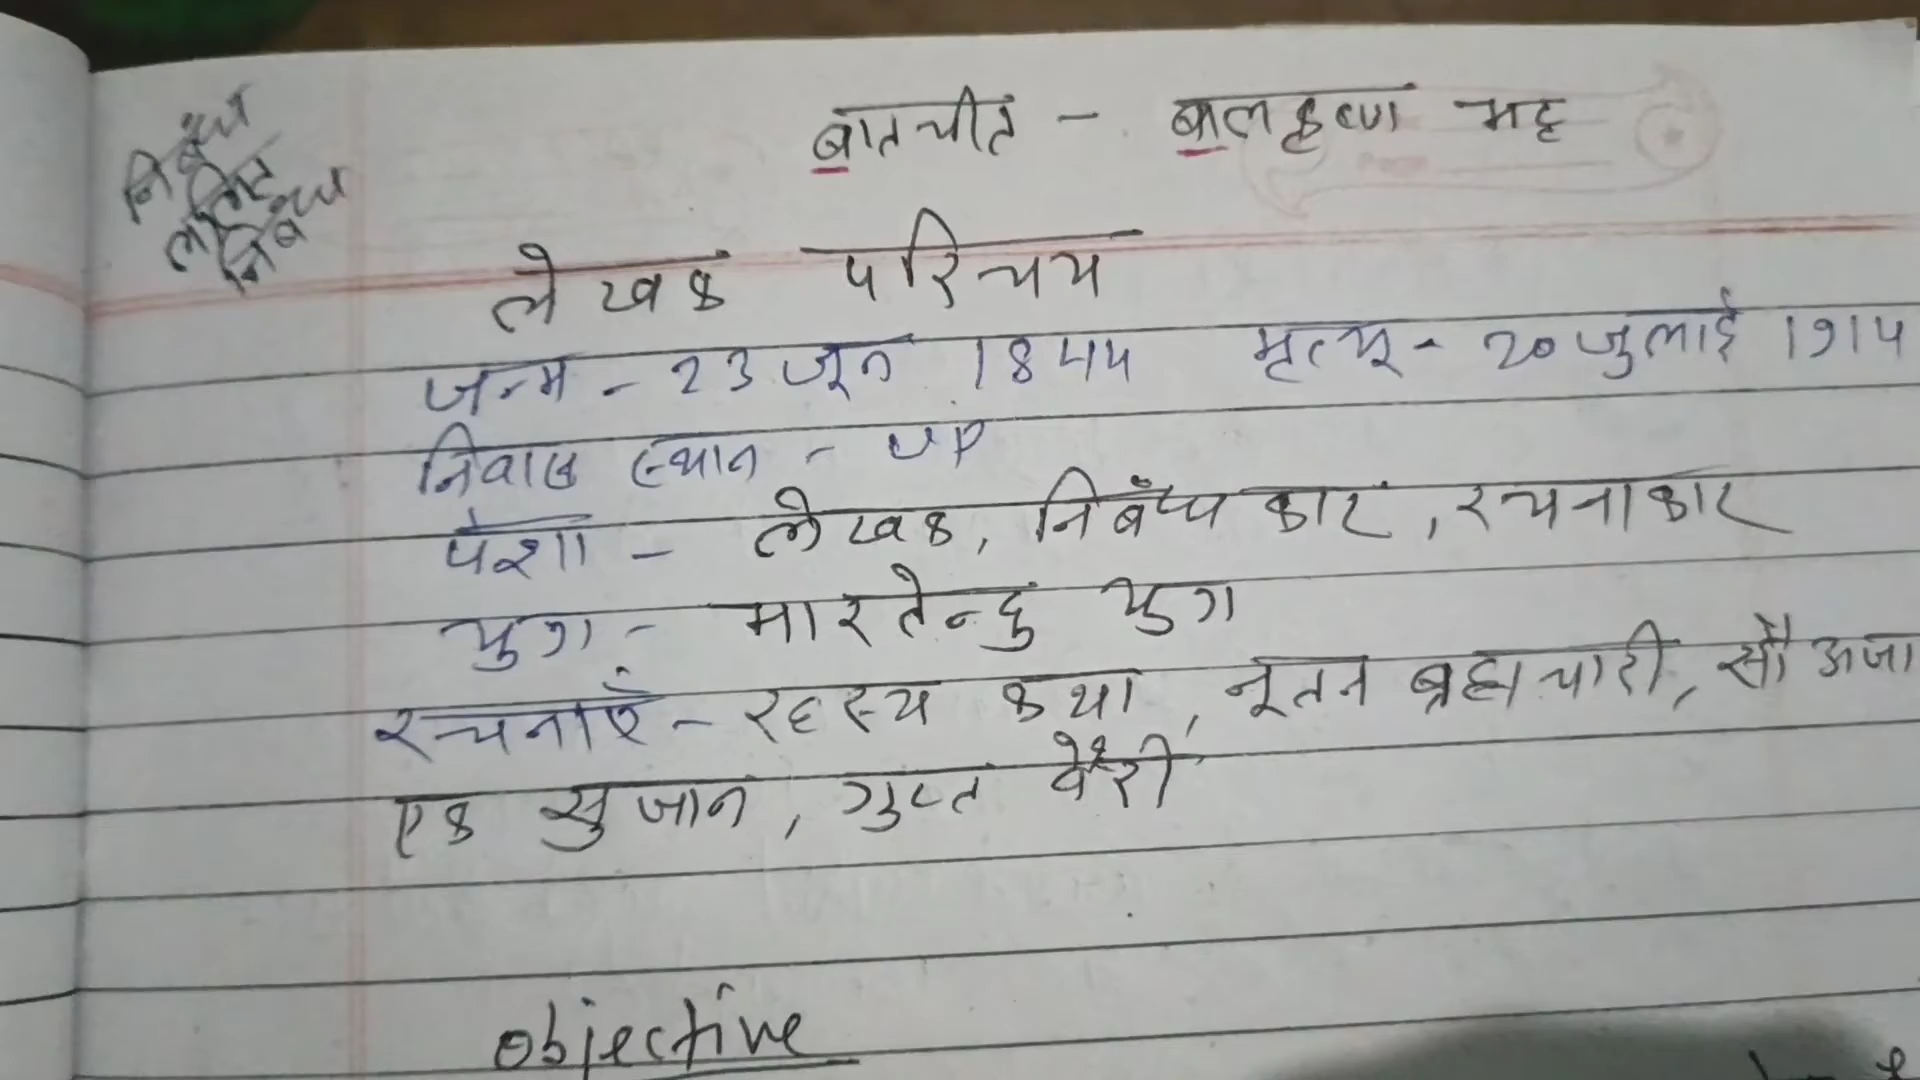 निबंध
ललित
निबंध
बातचीत - बालकृष्ण भट्ट
लेखक परिचय
जन्म - 23 जून 1844 मृत्यू - 20 जुलाई 1914
निवास स्थान - UP
पेशा - लेखक, निबंध कार, रचनाकार
युग - भारतेन्दु युग
रचनाएँ - रहस्य कथा, नूतन ब्रह्मचारी, सौ अजा
एक सुजान, गुप्त वैरी
objective